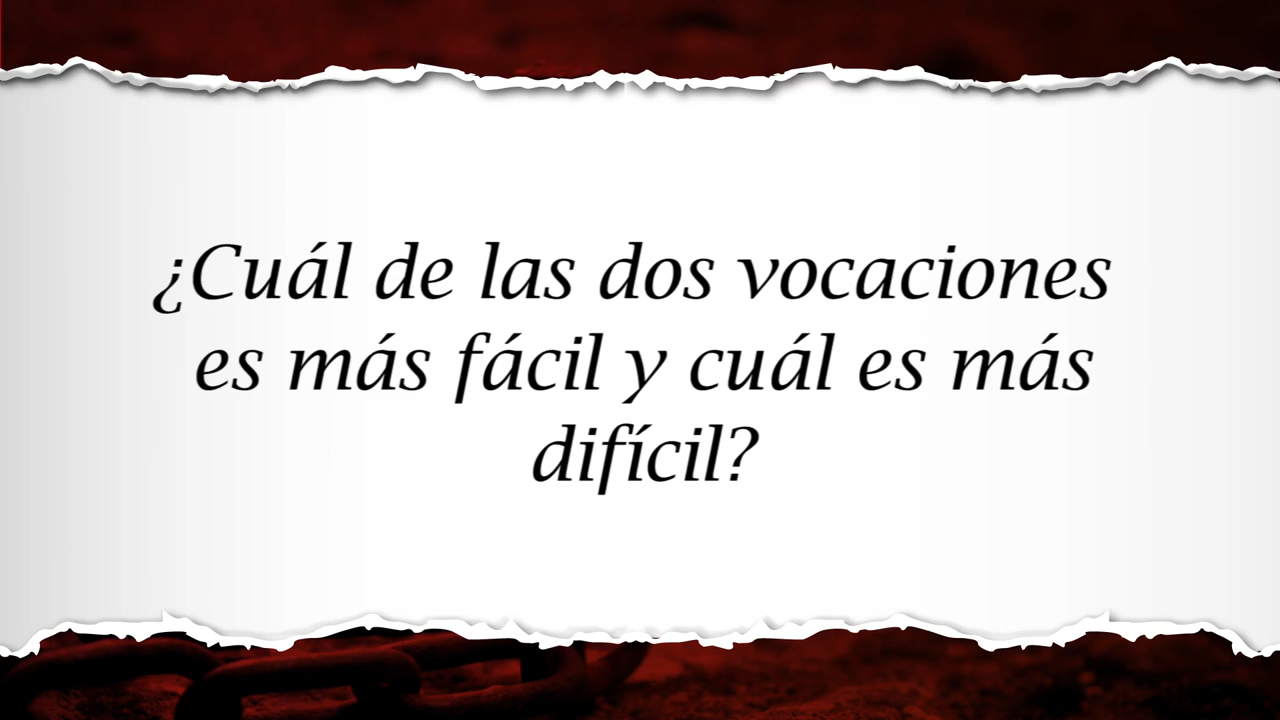 ¿Cuál de las dos vocaciones
es más fácil y cuál es más
difícil?